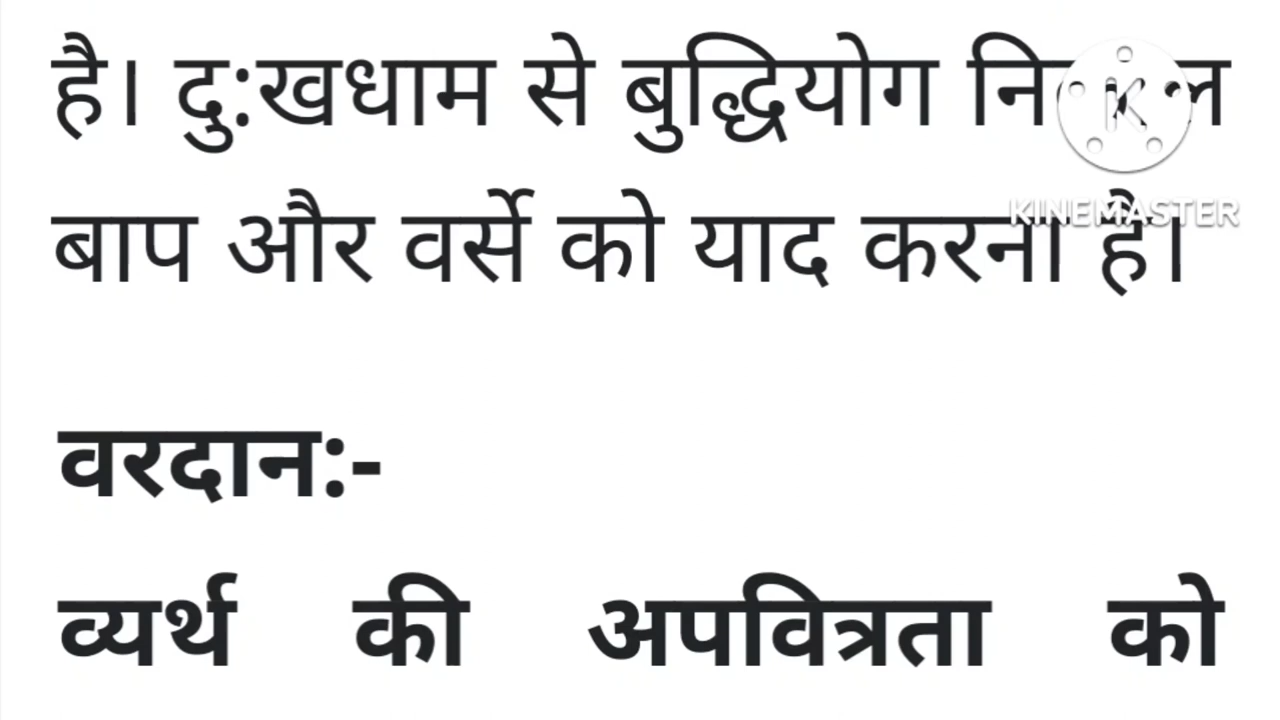 है। दु:खधाम से बुद्धियोग निकाल
बाप और वर्से को याद करना है।
वरदान:-
व्यर्थ की अपवित्रता को
KINEMASTER